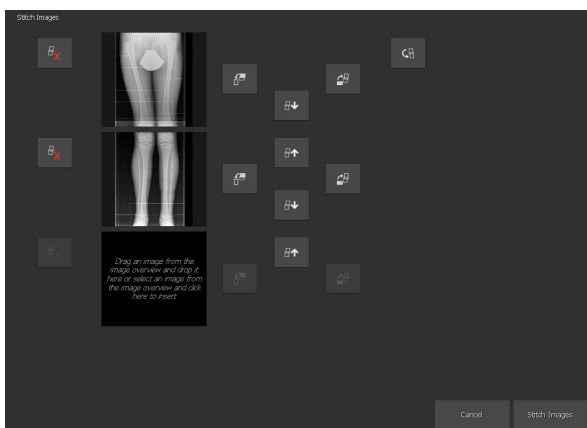 Stitch Images
Drag an image from the
image overview and drop it
here or select an image from
the image overview and click
here to insert
Cancel
Stitch Images